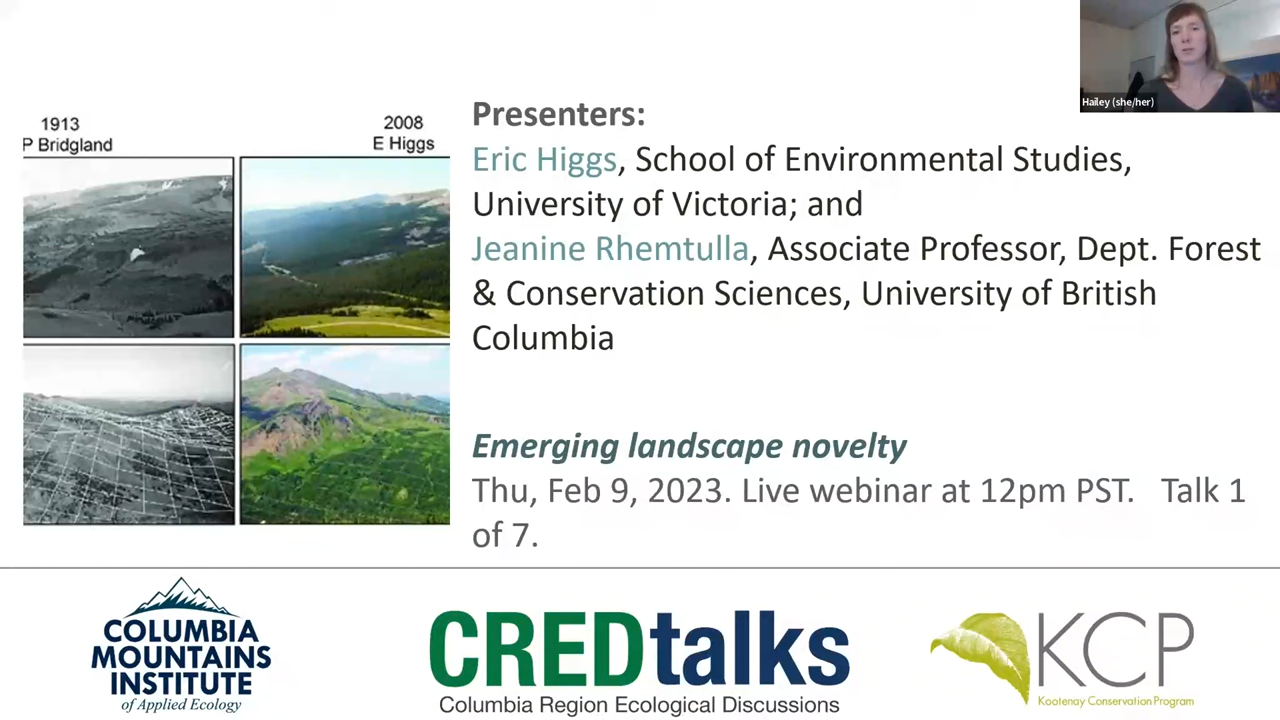 Hailey (she/her)
1913
P Bridgland
2008
E Higgs
Presenters:
Eric Higgs, School of Environmental Studies,
University of Victoria; and
Jeanine Rhemtulla, Associate Professor, Dept. Forest
& Conservation Sciences, University of British
Columbia
Emerging landscape novelty
Thu, Feb 9, 2023. Live webinar at 12pm PST. Talk 1
of 7.
COLUMBIA
MOUNTAINS
INSTITUTE
of Applied Ecology
CREDtalks
Columbia Region Ecological Discussions
KCP
Kootenay Conservation Program